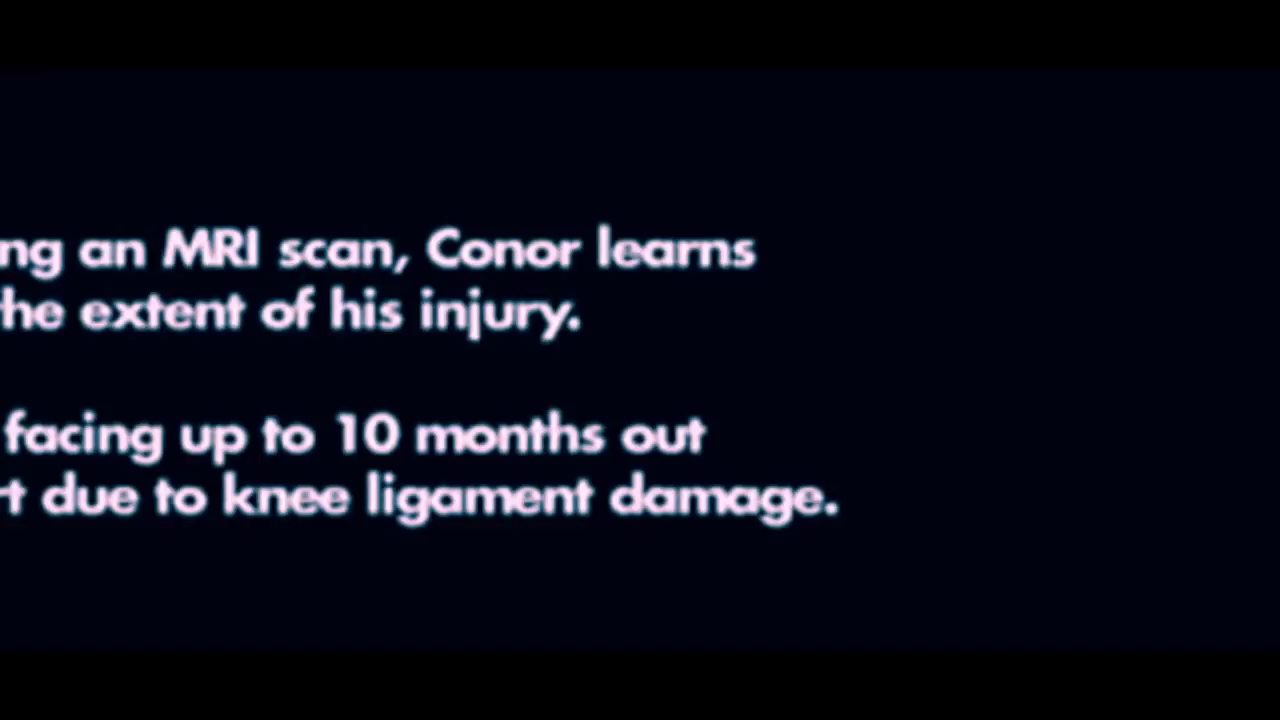 ng an MRI scan, Conor learns
he extent of his injury.
facing up to 10 months out
t due to knee ligament damage.